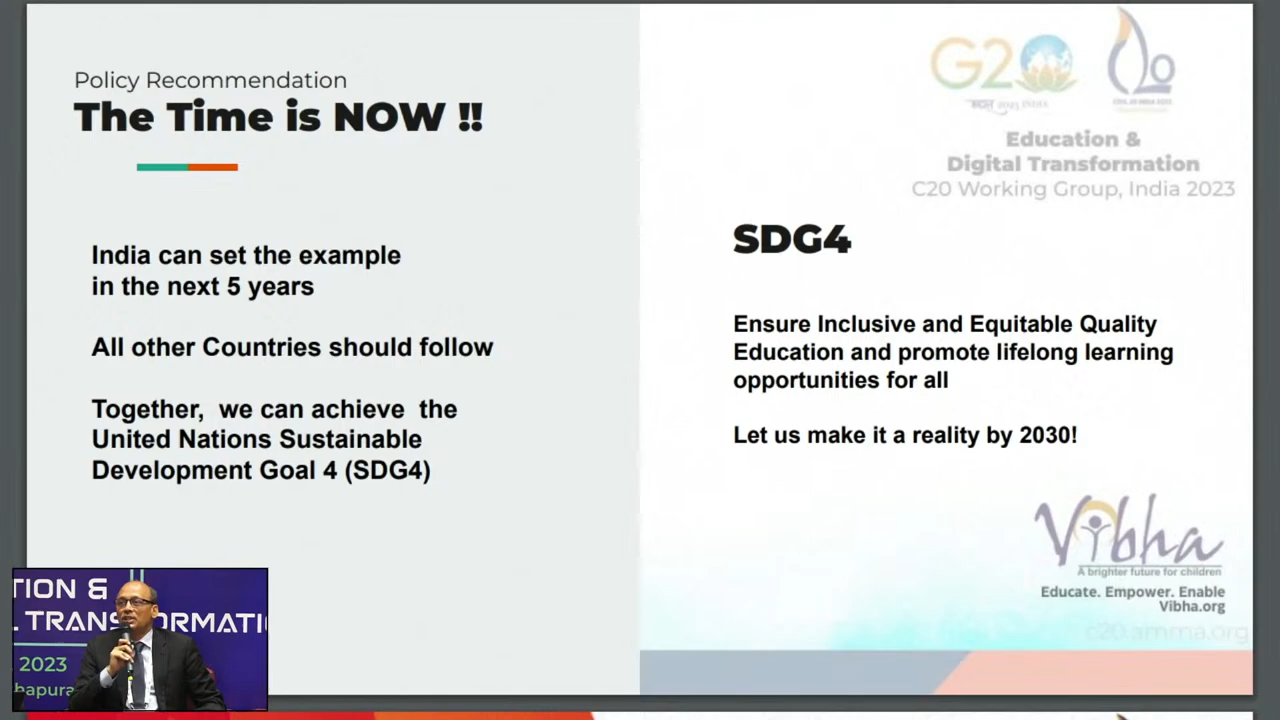 Policy Recommendation
The Time is NOW !!
India can set the example
in the next 5 years
All other Countries should follow
Together, we can achieve the
United Nations Sustainable
Development Goal 4 (SDG4)
G20
Education &
Digital Transformation
C20 Working Group, India 2023
SDG4
Ensure Inclusive and Equitable Quality
Education and promote lifelong learning
opportunities for all
Let us make it a reality by 2030!
Vibha
A brighter future for children
Educate. Empower. Enable
Vibha.org
c20.amma.org
TION &
L TRANSFORMATI
2023
hapura